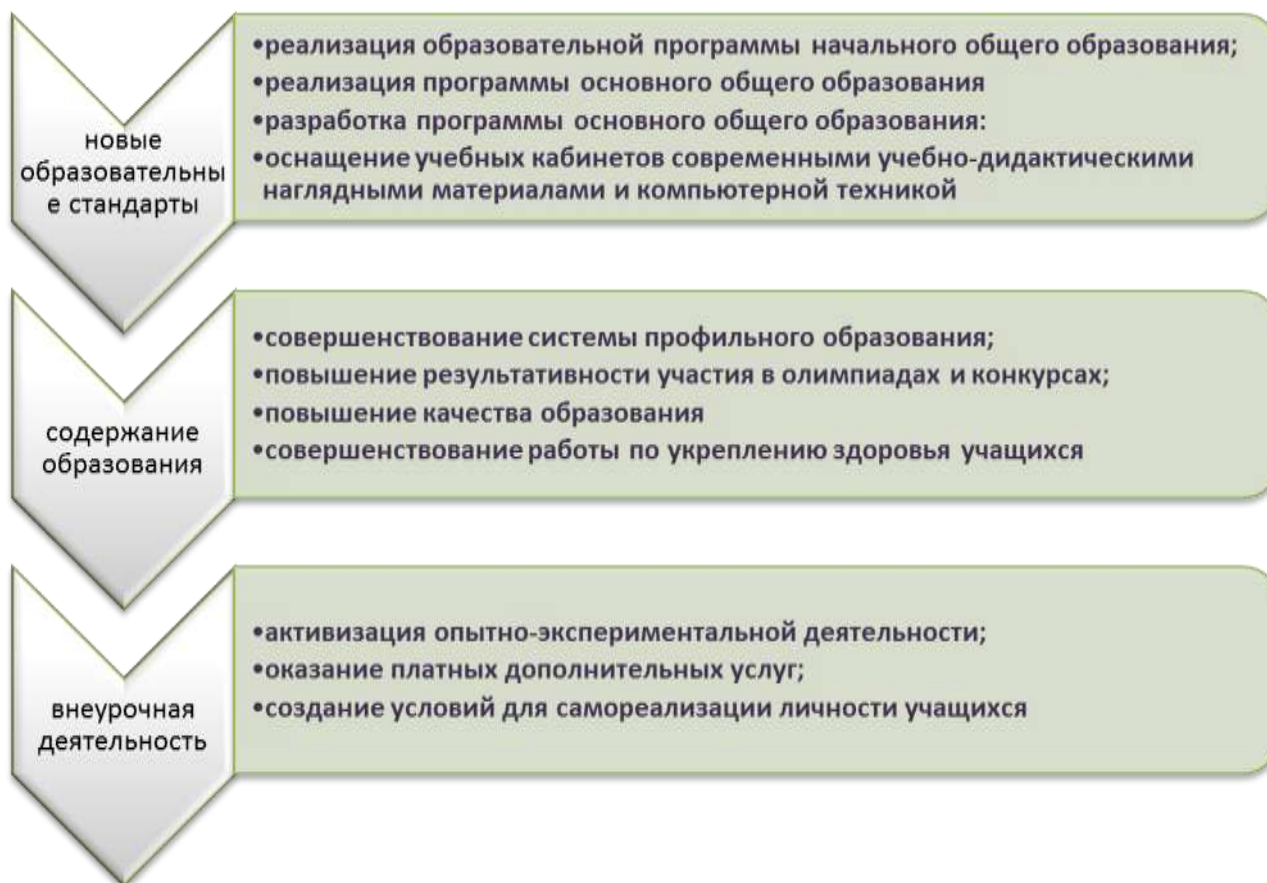 новые
образовательны
е стандарты
•реализация образовательной программы начального общего образования;
•реализация программы основного общего образования
•разработка программы основного общего образования:
•оснащение учебных кабинетов современными учебно-дидактическими
наглядными материалами и компьютерной техникой
содержание
образования
•совершенствование системы профильного образования;
•повышение результативности участия в олимпиадах и конкурсах;
•повышение качества образования
•совершенствование работы по укреплению здоровья учащихся
внеурочная
деятельность
•активизация опытно-экспериментальной деятельности;
•оказание платных дополнительных услуг;
•создание условий для самореализации личности учащихся